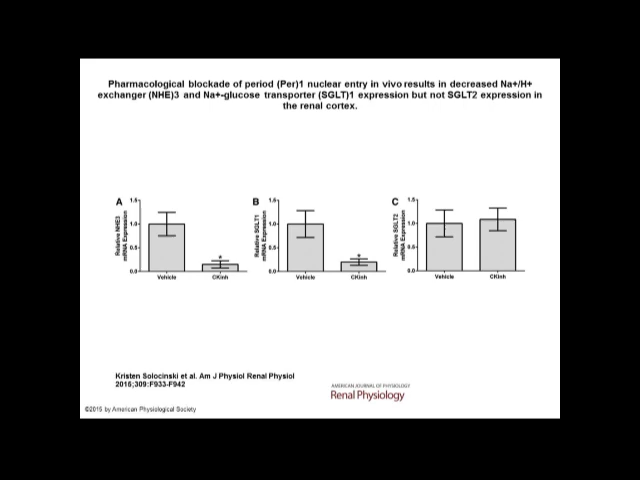 Pharmacological blockade of period (Per)1 nuclear entry in vivo results in decreased Na+/H+
exchanger (NHE)3 and Na+-glucose transporter (SGLT)1 expression but not SGLT2 expression in
the renal cortex.
A
Relative NHE3
mRNA Expression
1.5
1.0
0.5
0.0
*
Vehicle
CKinh
B
Relative SGLT1
mRNA Expression
1.5
1.0
0.5
0.0
*
Vehicle
CKinh
C
Relative SGLT2
mRNA Expression
1.5
1.0
0.5
0.0
Vehicle
CKinh
Kristen Solocinski et al. Am J Physiol Renal Physiol
2015;309:F933-F942
AMERICAN JOURNAL OF PHYSIOLOGY
Renal Physiology
©2015 by American Physiological Society